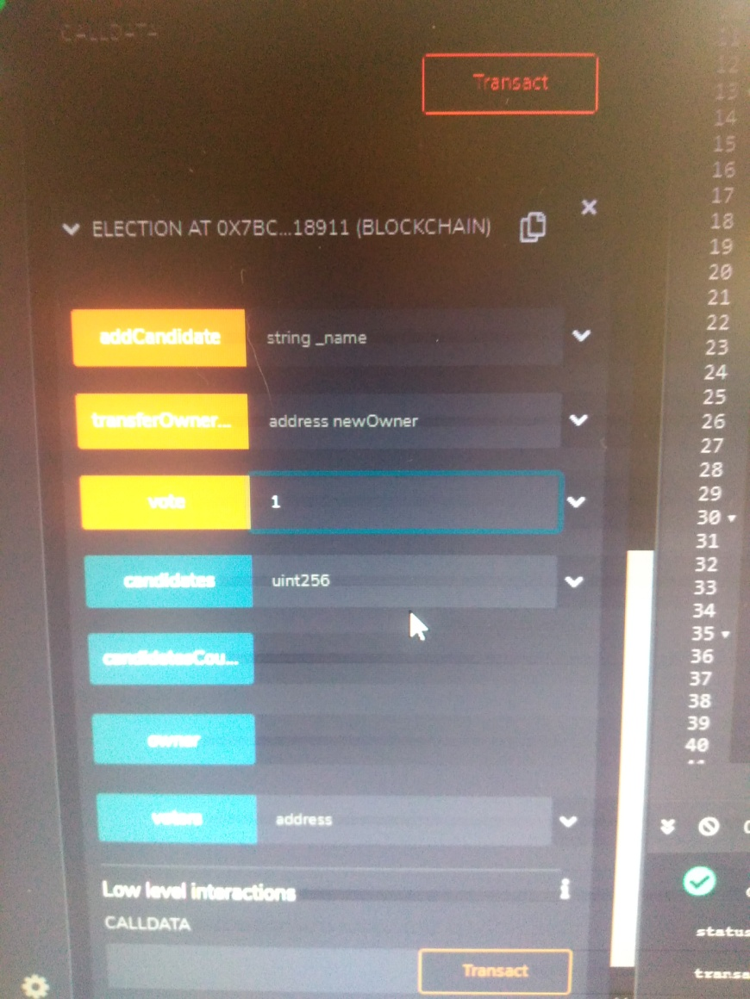 CALLDATA
Transact
ELECTION AT 0X7BC...18911 (BLOCKCHAIN)
addCandidate string _name
transferOwner... address newOwner
vote 1
candidates uint256
candidatesCou...
owner
voters address
Low level interactions
CALLDATA
Transact
11
12
13
14
15
16
17
18
19
20
21
22
23
24
25
26
27
28
29
30
31
32
33
34
35
36
37
38
39
40
status
transa